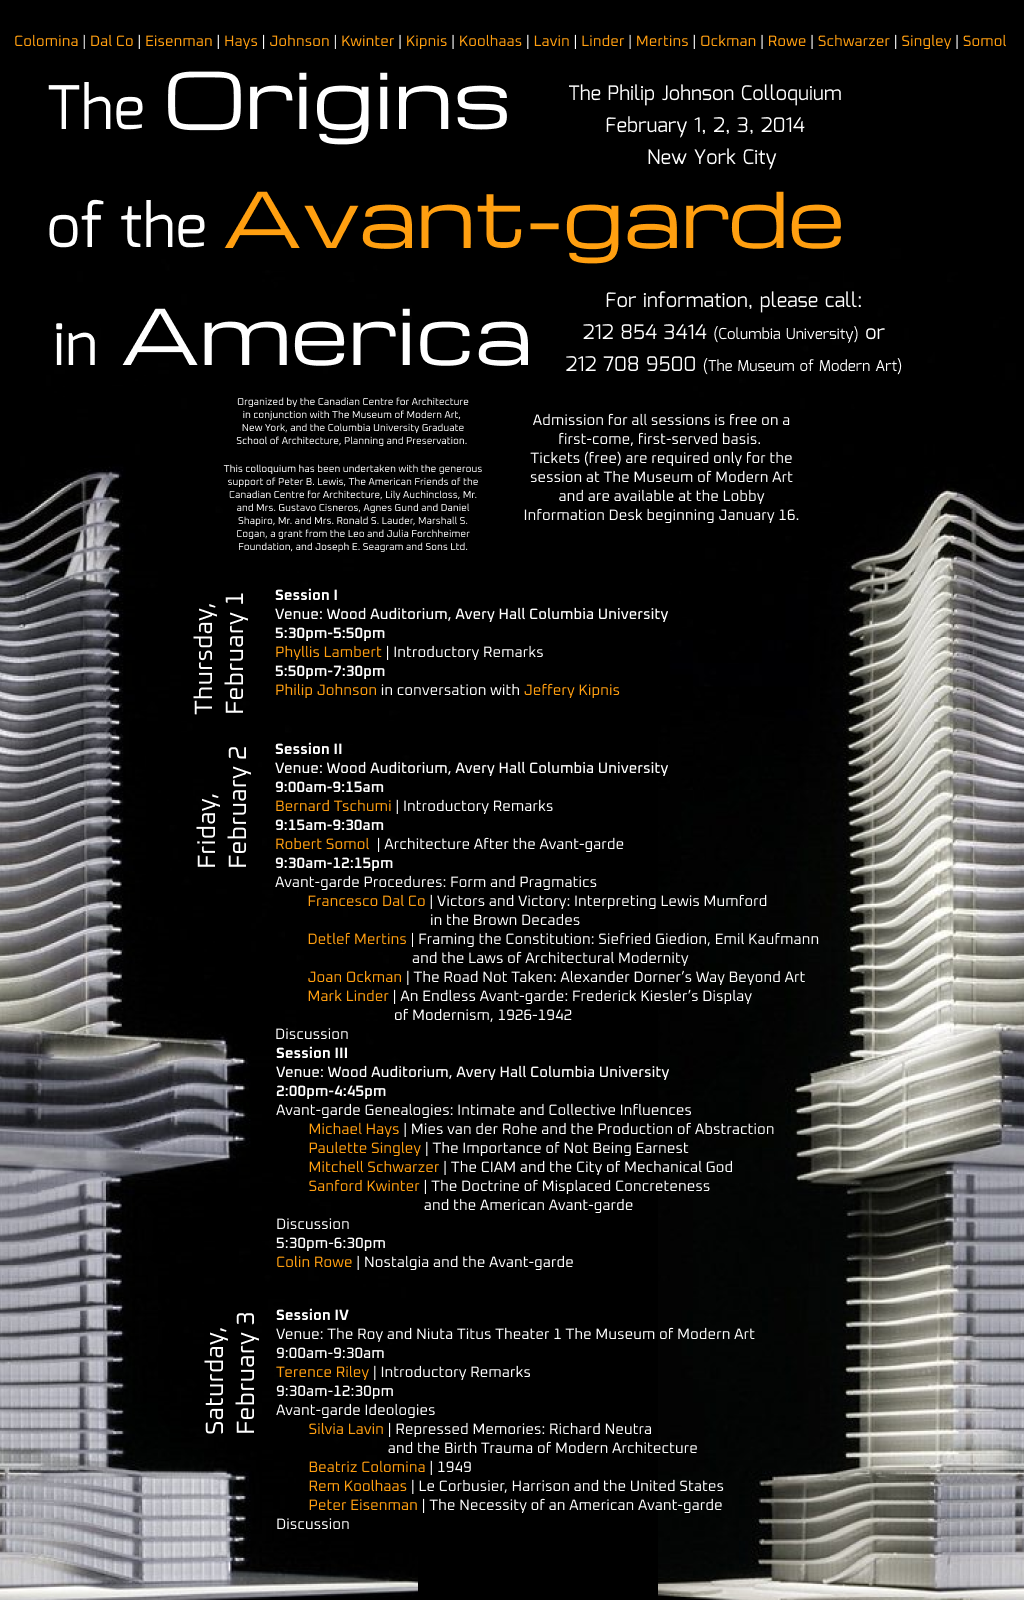 Colomina | Dal Co | Eisenman | Hays | Johnson | Kwinter | Kipnis | Koolhaas | Lavin | Linder | Mertins | Ockman | Rowe | Schwarzer | Singley | Somol
The Origins
of the Avant-garde
in America
The Philip Johnson Colloquium
February 1, 2, 3, 2014
New York City
For information, please call:
212 854 3414 (Columbia University) or
212 708 9500 (The Museum of Modern Art)
Organized by the Canadian Centre for Architecture
in conjunction with The Museum of Modern Art,
New York, and the Columbia University Graduate
School of Architecture, Planning and Preservation.
This colloquium has been undertaken with the generous
support of Peter B. Lewis, The American Friends of the
Canadian Centre for Architecture, Lily Auchincloss, Mr.
and Mrs. Gustavo Cisneros, Agnes Gund and Daniel
Shapiro, Mr. and Mrs. Ronald S. Lauder, Marshall S.
Cogan, a grant from the Leo and Julia Forchheimer
Foundation, and Joseph E. Seagram and Sons Ltd.
Admission for all sessions is free on a
first-come, first-served basis.
Tickets (free) are required only for the
session at The Museum of Modern Art
and are available at the Lobby
Information Desk beginning January 16.
Thursday,
February 1
Session I
Venue: Wood Auditorium, Avery Hall Columbia University
5:30pm-5:50pm
Phyllis Lambert | Introductory Remarks
5:50pm-7:30pm
Philip Johnson in conversation with Jeffery Kipnis
Friday,
February 2
Session II
Venue: Wood Auditorium, Avery Hall Columbia University
9:00am-9:15am
Bernard Tschumi | Introductory Remarks
9:15am-9:30am
Robert Somol | Architecture After the Avant-garde
9:30am-12:15pm
Avant-garde Procedures: Form and Pragmatics
Francesco Dal Co | Victors and Victory: Interpreting Lewis Mumford
in the Brown Decades
Detlef Mertins | Framing the Constitution: Siefried Giedion, Emil Kaufmann
and the Laws of Architectural Modernity
Joan Ockman | The Road Not Taken: Alexander Dorner's Way Beyond Art
Mark Linder | An Endless Avant-garde: Frederick Kiesler's Display
of Modernism, 1926-1942
Discussion
Session III
Venue: Wood Auditorium, Avery Hall Columbia University
2:00pm-4:45pm
Avant-garde Genealogies: Intimate and Collective Influences
Michael Hays | Mies van der Rohe and the Production of Abstraction
Paulette Singley | The Importance of Not Being Earnest
Mitchell Schwarzer | The CIAM and the City of Mechanical God
Sanford Kwinter | The Doctrine of Misplaced Concreteness
and the American Avant-garde
Discussion
5:30pm-6:30pm
Colin Rowe | Nostalgia and the Avant-garde
Saturday,
February 3
Session IV
Venue: The Roy and Niuta Titus Theater 1 The Museum of Modern Art
9:00am-9:30am
Terence Riley | Introductory Remarks
9:30am-12:30pm
Avant-garde Ideologies
Silvia Lavin | Repressed Memories: Richard Neutra
and the Birth Trauma of Modern Architecture
Beatriz Colomina | 1949
Rem Koolhaas | Le Corbusier, Harrison and the United States
Peter Eisenman | The Necessity of an American Avant-garde
Discussion